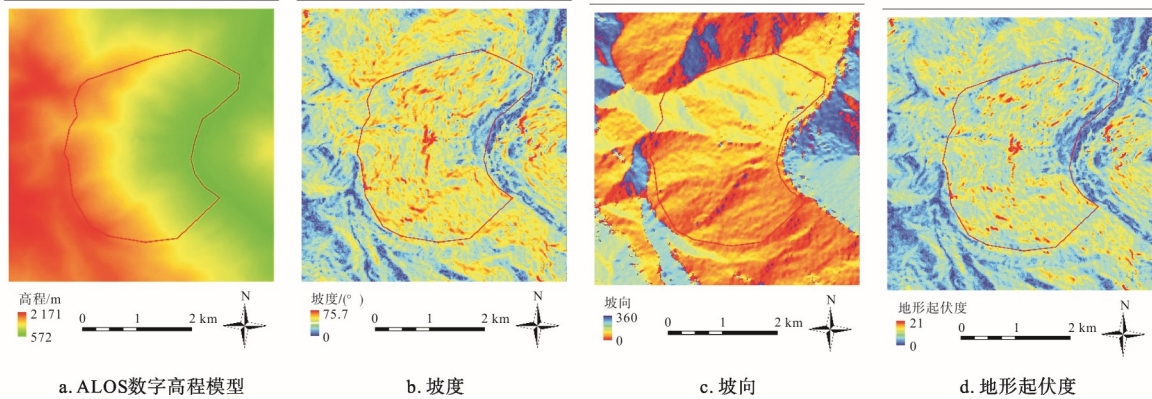 高程/m
2 171
572
N
0 1 2 km
a. ALOS数字高程模型
坡度/(°)
75.7
0
N
0 1 2 km
b. 坡度
坡向
360
0
N
0 1 2 km
c. 坡向
地形起伏度
21
0
N
0 1 2 km
d. 地形起伏度